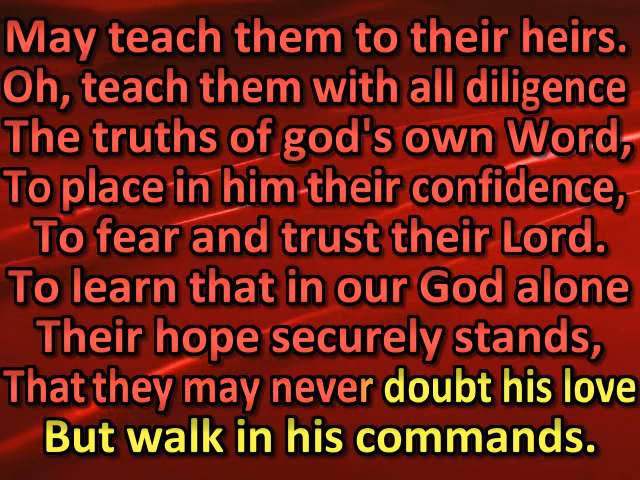 May teach them to their heirs.
Oh, teach them with all diligence
The truths of god's own Word,
To place in him their confidence,
To fear and trust their Lord.
To learn that in our God alone
Their hope securely stands,
That they may never doubt his love
But walk in his commands.